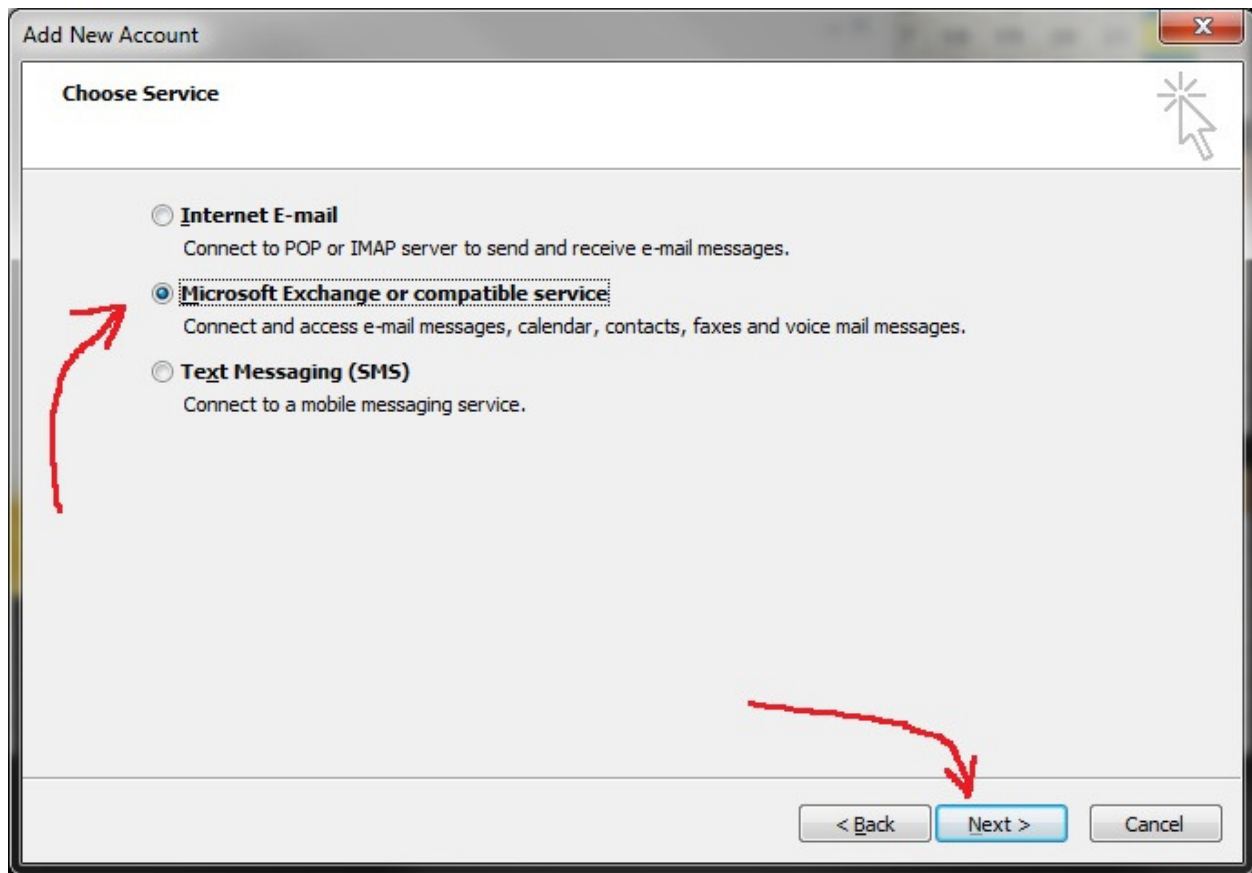 Add New Account
Choose Service
Internet E-mail
Connect to POP or IMAP server to send and receive e-mail messages.
Microsoft Exchange or compatible service
Connect and access e-mail messages, calendar, contacts, faxes and voice mail messages.
Text Messaging (SMS)
Connect to a mobile messaging service.
< Back Next > Cancel